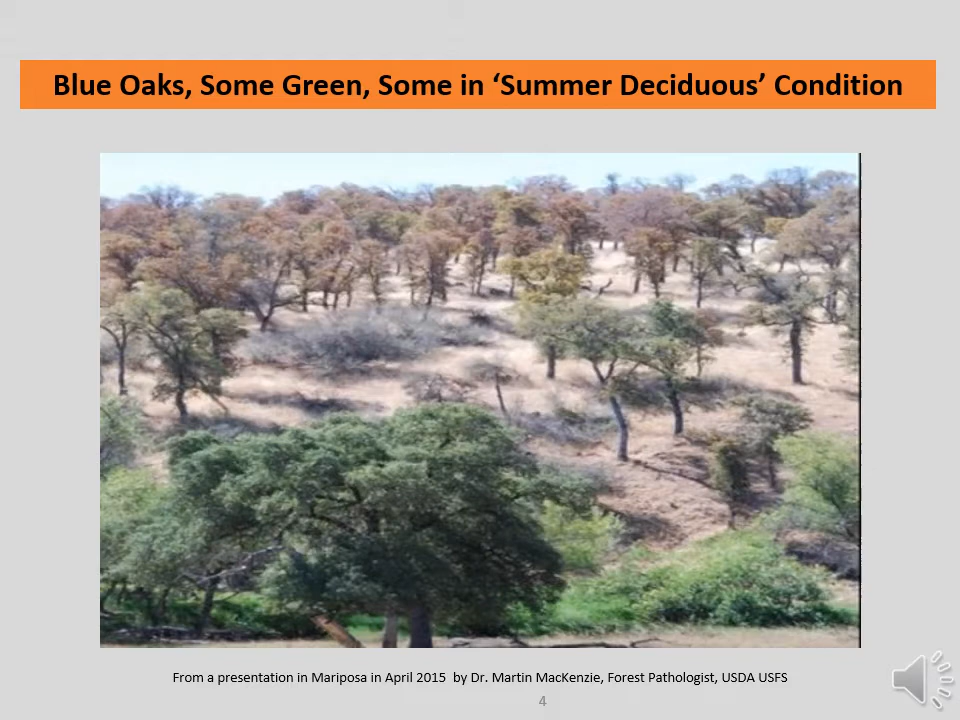 Blue Oaks, Some Green, Some in ‘Summer Deciduous’ Condition
From a presentation in Mariposa in April 2015  by Dr. Martin MacKenzie, Forest Pathologist, USDA USFS
4